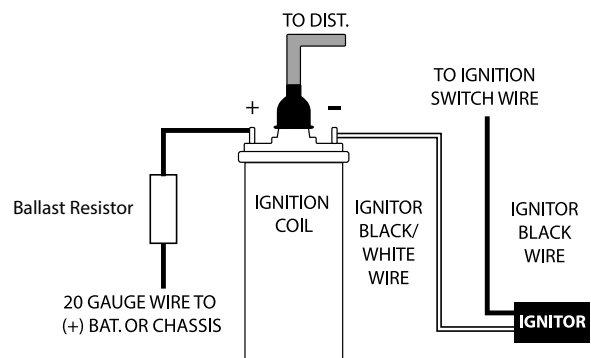 TO DIST.
TO IGNITION
SWITCH WIRE
+
–
Ballast Resistor
IGNITION
COIL
IGNITOR
BLACK/
WHITE
WIRE
IGNITOR
BLACK
WIRE
20 GAUGE WIRE TO
(+) BAT. OR CHASSIS
IGNITOR